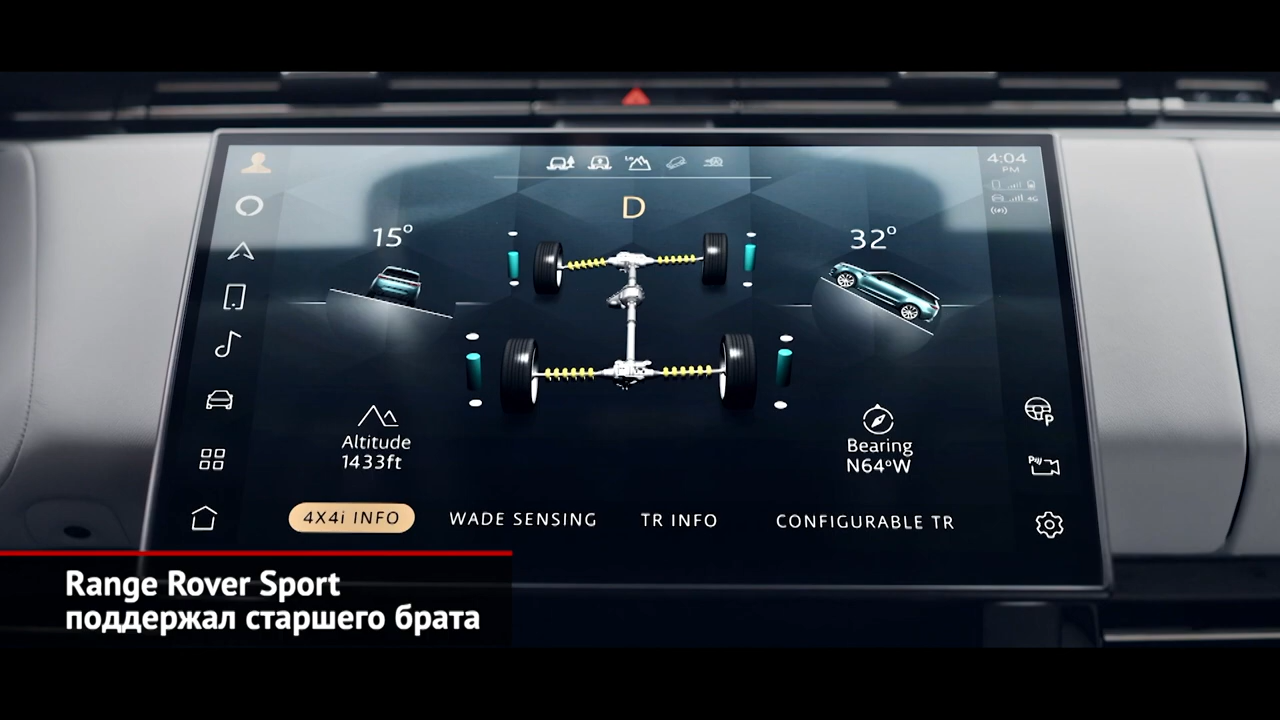 4:04
PM
4G
D
15°
32°
Altitude
1433ft
Bearing
N64°W
P
P
4X4i INFO
WADE SENSING
TR INFO
CONFIGURABLE TR
Range Rover Sport
поддержал старшего брата